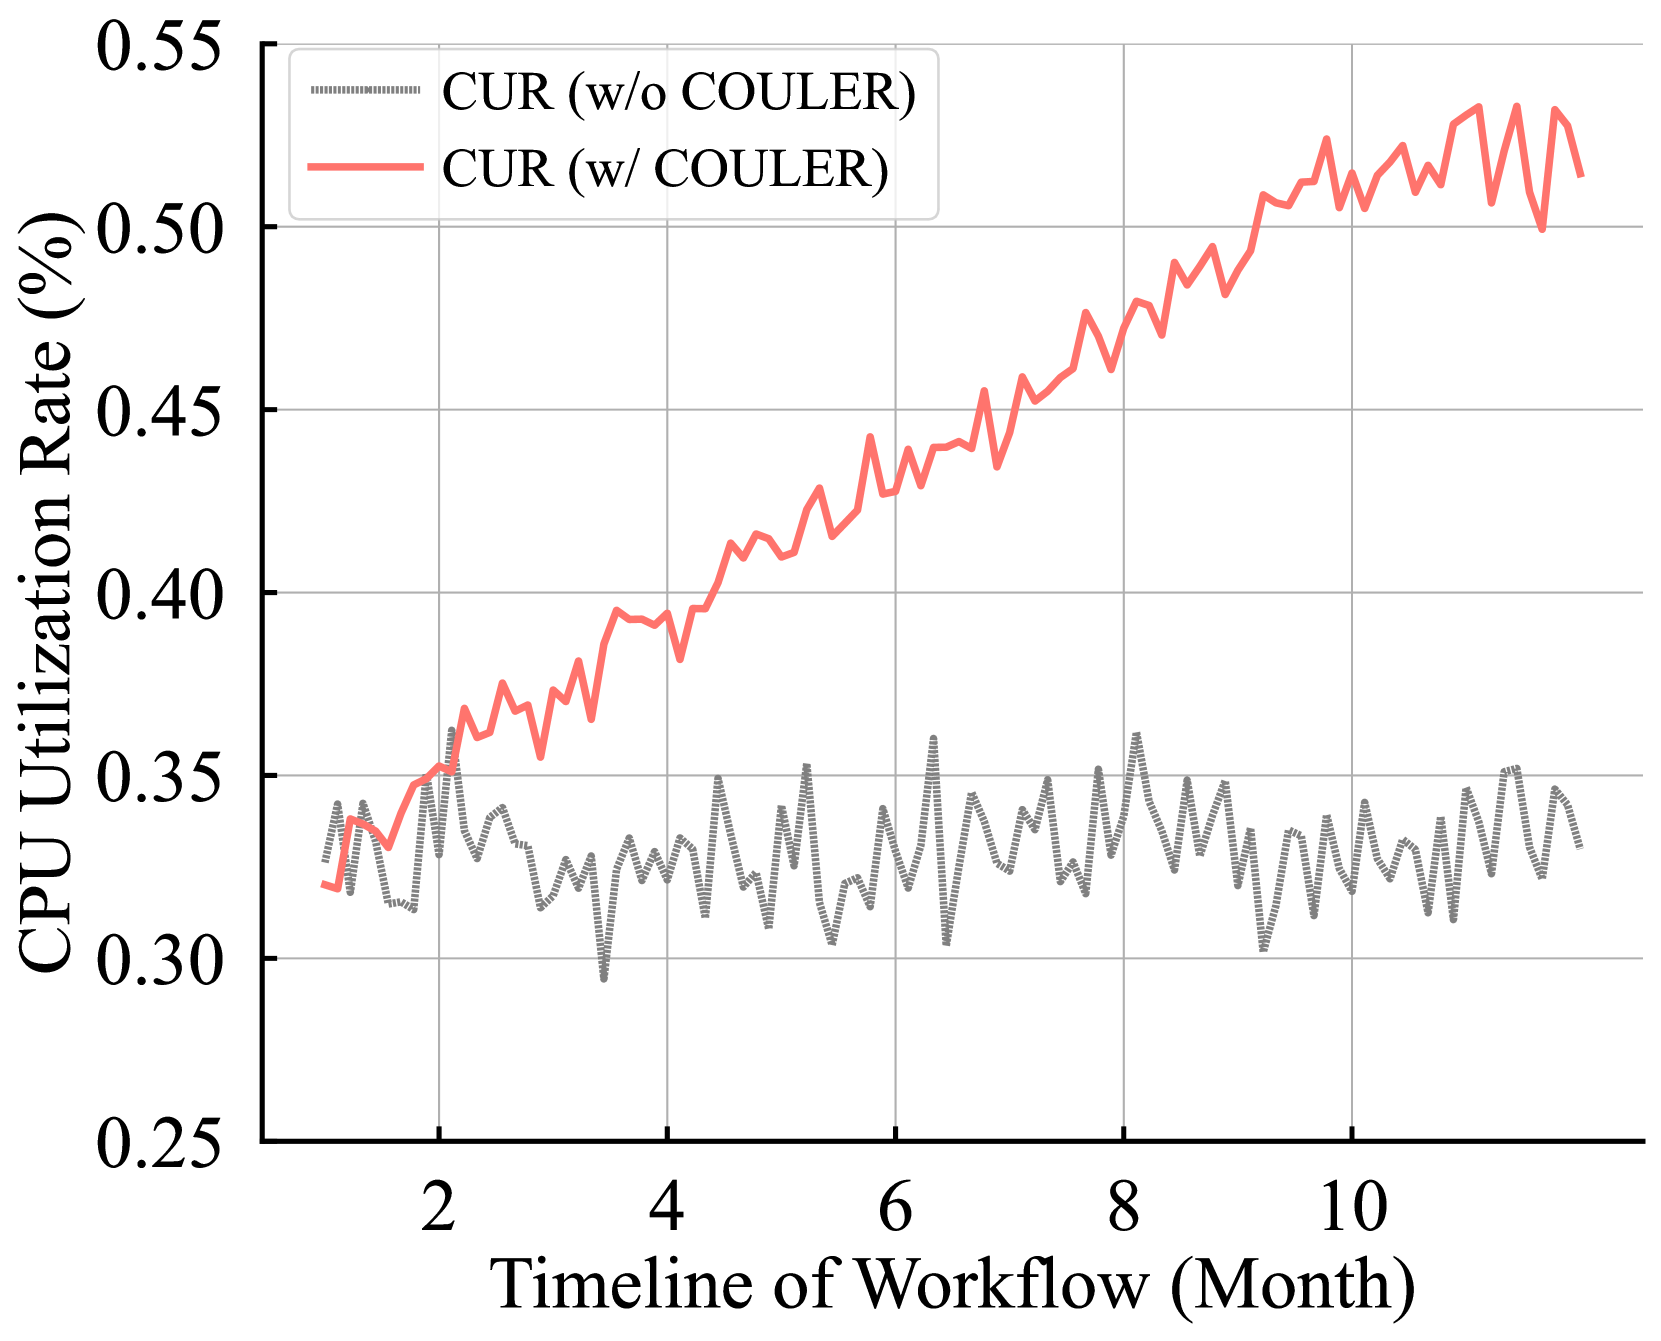 CUR (w/o COULER)
CUR (w/ COULER)
CPU Utilization Rate (%)
0.55
0.50
0.45
0.40
0.35
0.30
0.25
2 4 6 8 10
Timeline of Workflow (Month)